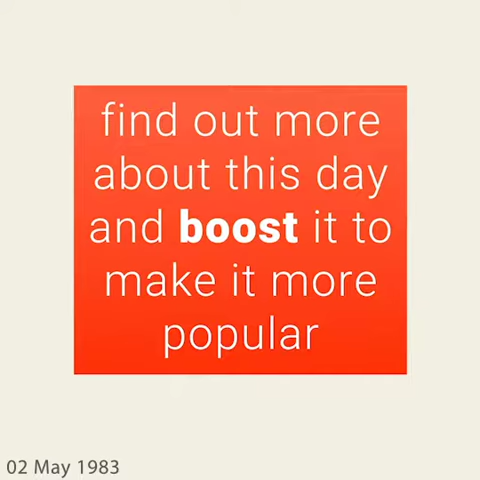 find out more
about this day
and boost it to
make it more
popular
02 May 1983